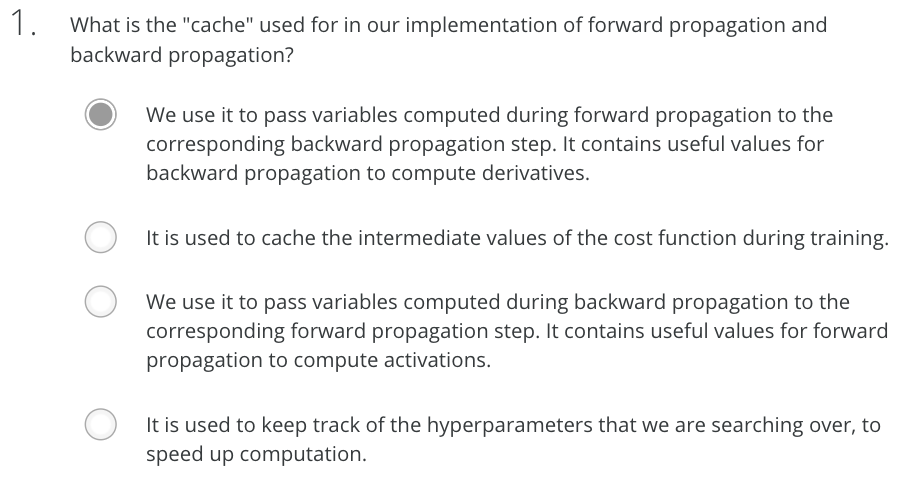 1. What is the "cache" used for in our implementation of forward propagation and
backward propagation?
We use it to pass variables computed during forward propagation to the
corresponding backward propagation step. It contains useful values for
backward propagation to compute derivatives.
It is used to cache the intermediate values of the cost function during training.
We use it to pass variables computed during backward propagation to the
corresponding forward propagation step. It contains useful values for forward
propagation to compute activations.
It is used to keep track of the hyperparameters that we are searching over, to
speed up computation.